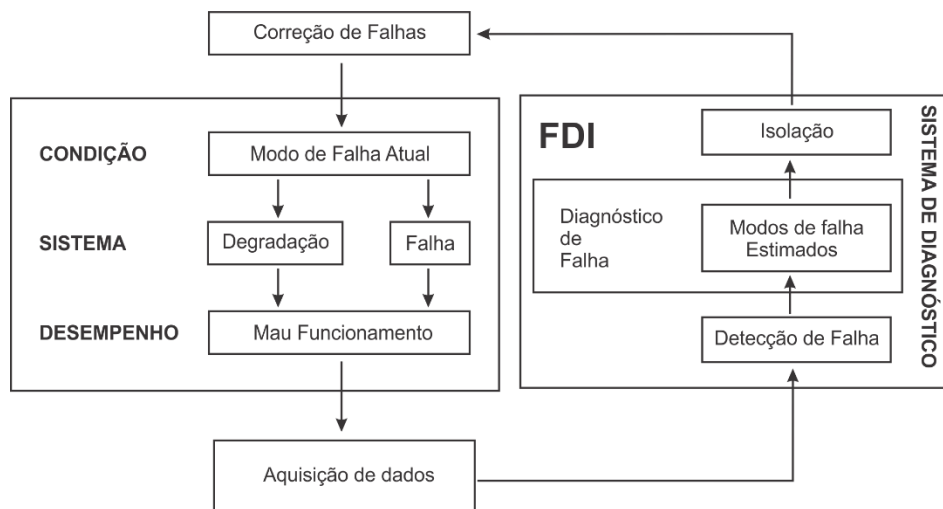 Correção de Falhas
CONDIÇÃO
Modo de Falha Atual
SISTEMA
Degradação
Falha
DESEMPENHO
Mau Funcionamento
Aquisição de dados
FDI
Isolação
Diagnóstico
de
Falha
Modos de falha
Estimados
Detecção de Falha
SISTEMA DE DIAGNÓSTICO